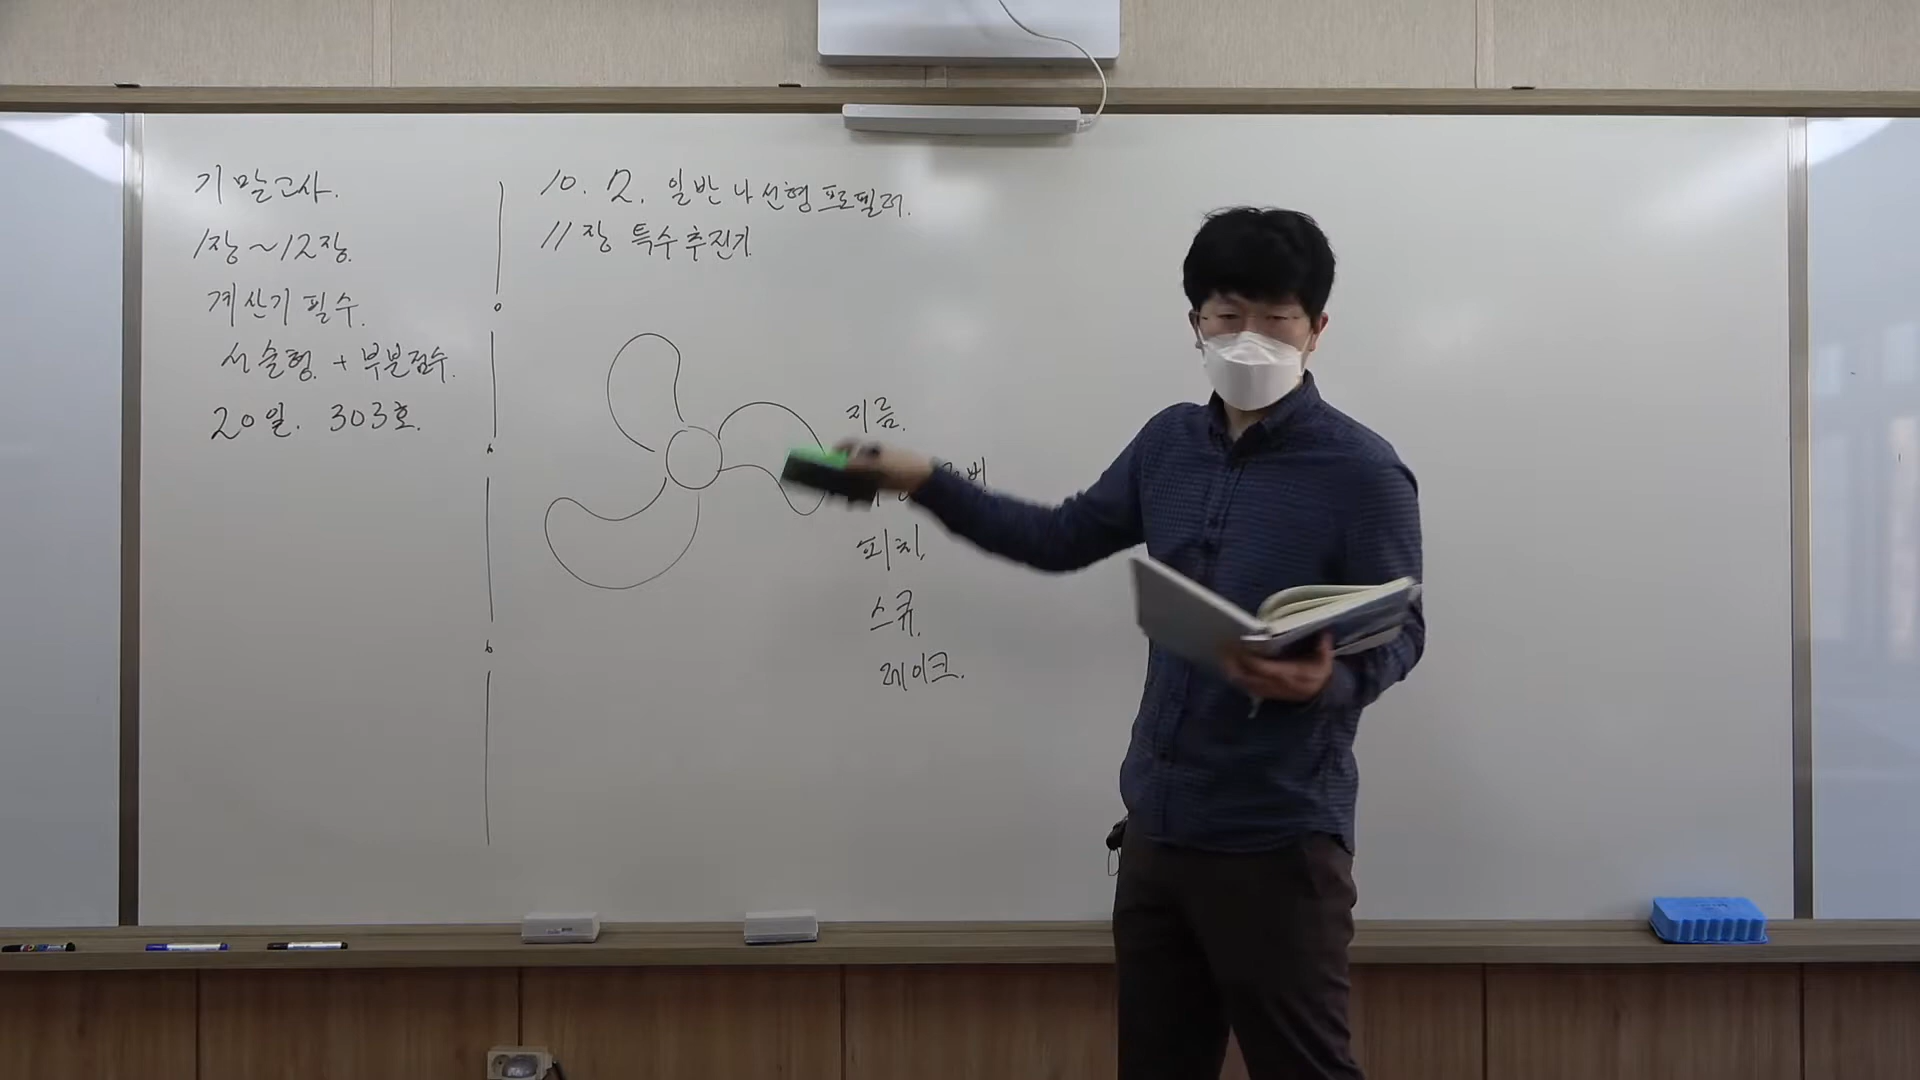 기말고사.
1장~12장.
계산기 필수.
서술형 + 부분점수.
20일. 303호.
10. 2. 일반 나선형 프로펠러.
11장 특수추진기
지름.
피치.
스큐.
레이크.